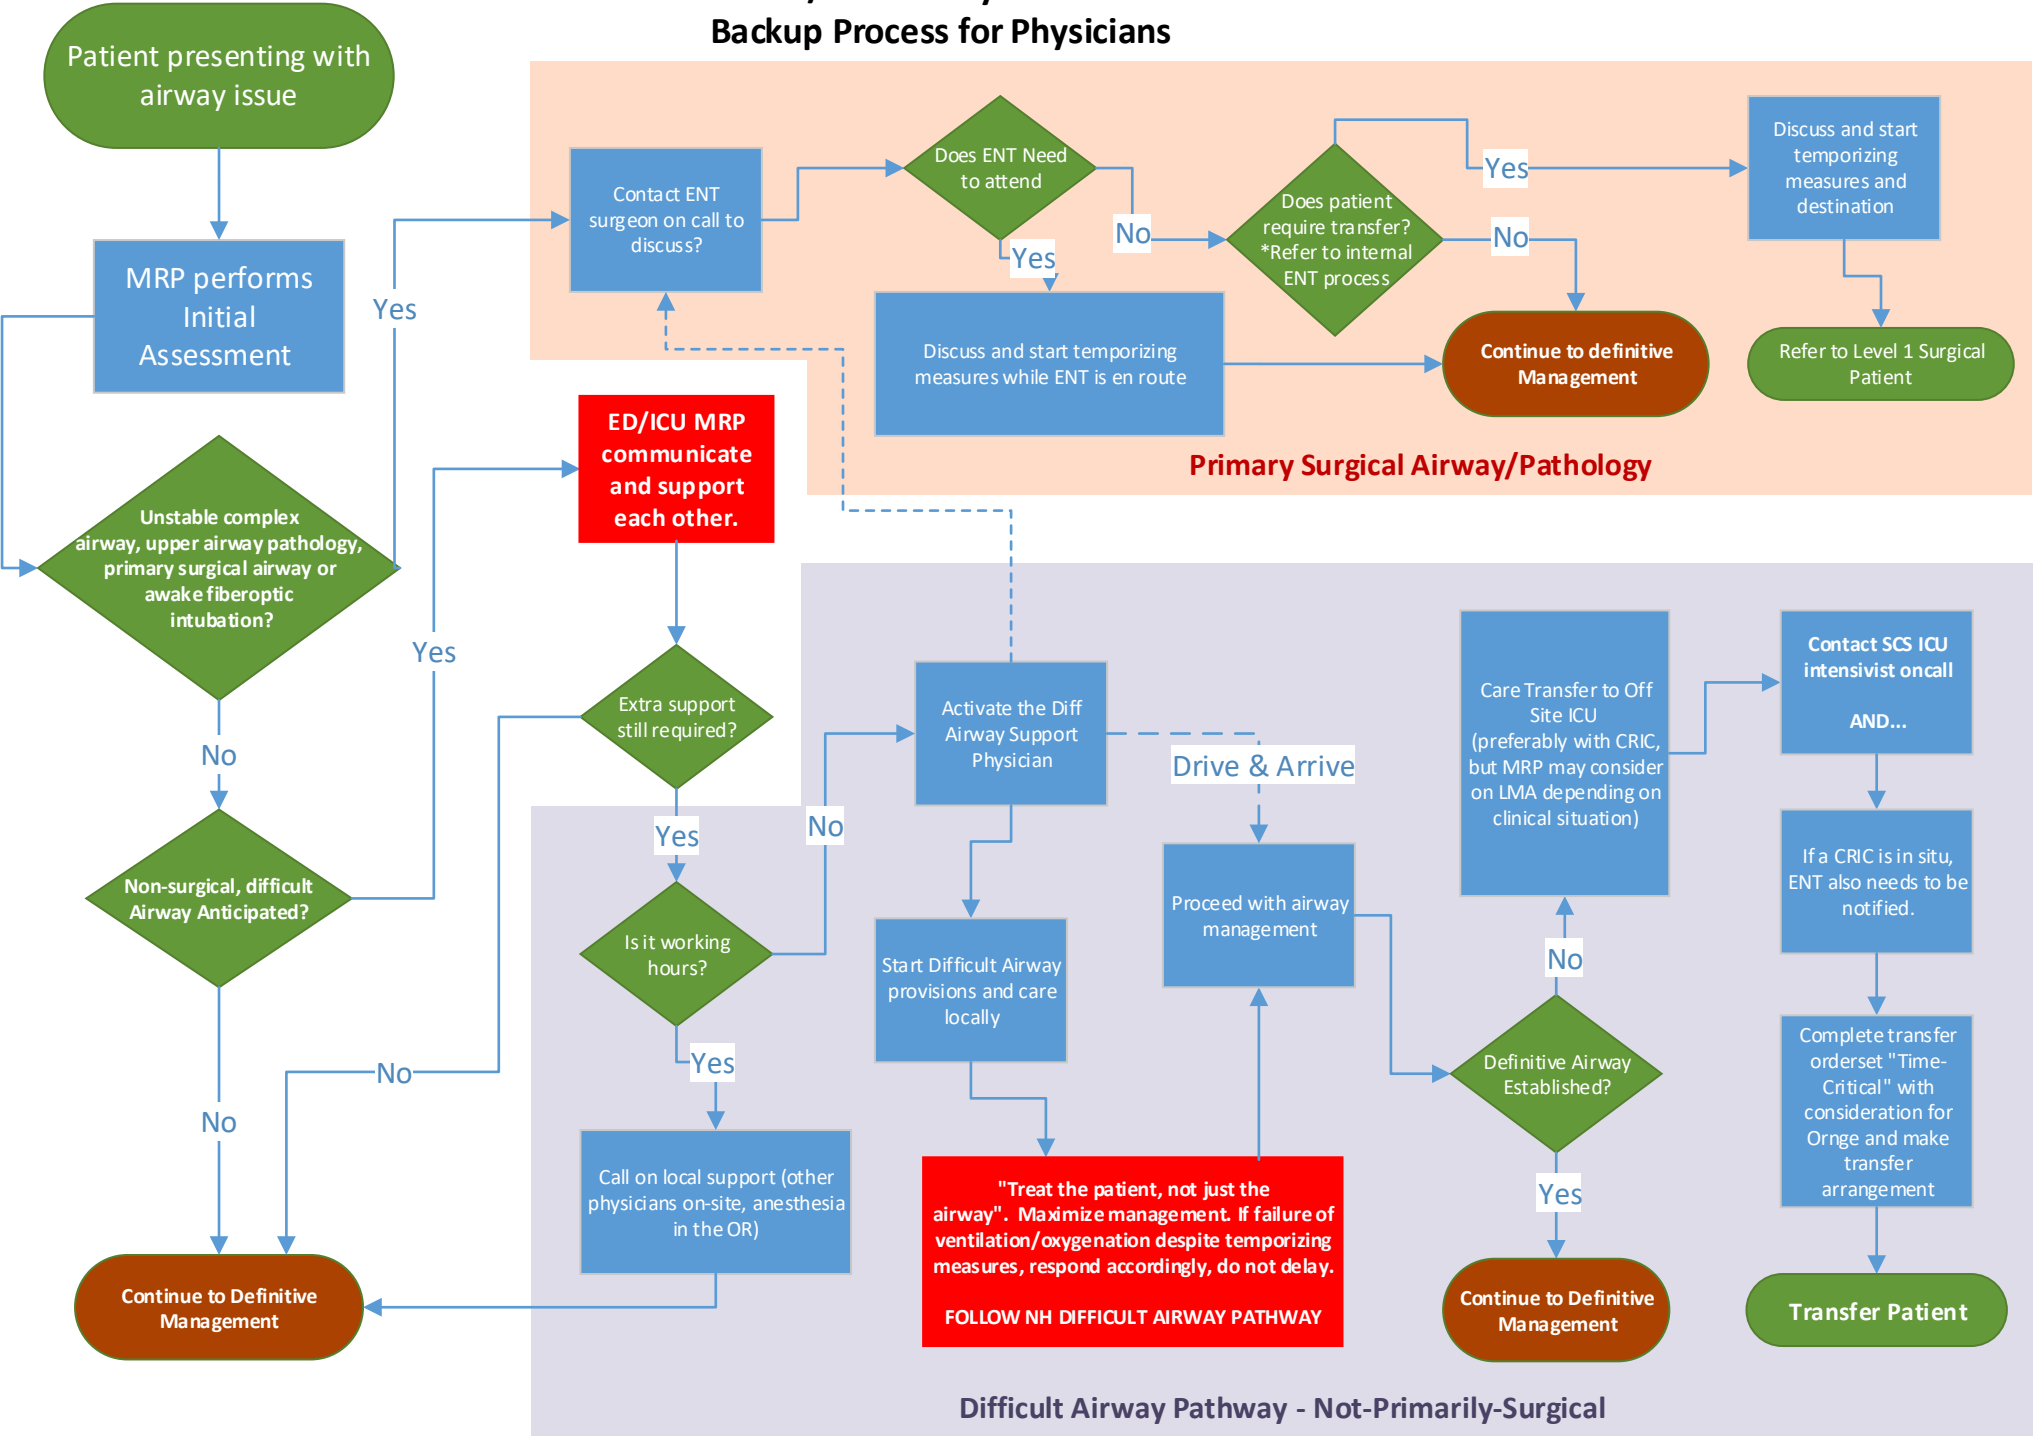 Backup Process for Physicians
Patient presenting with
airway issue
MRP performs
Initial
Assessment
Unstable complex
airway, upper airway pathology,
primary surgical airway or
awake fiberoptic
intubation?
Yes
No
Non-surgical, difficult
Airway Anticipated?
Yes
No
Continue to Definitive
Management
Contact ENT
surgeon on call to
discuss?
Does ENT Need
to attend
Yes
No
Discuss and start temporizing
measures while ENT is en route
Does patient
require transfer?
*Refer to internal
ENT process
Yes
No
Continue to definitive
Management
Discuss and start
temporizing
measures and
destination
Refer to Level 1 Surgical
Patient
Primary Surgical Airway/Pathology
ED/ICU MRP
communicate
and support
each other.
Extra support
still required?
No
Yes
Is it working
hours?
No
Yes
Call on local support (other
physicians on-site, anesthesia
in the OR)
Activate the Diff
Airway Support
Physician
Drive & Arrive
Start Difficult Airway
provisions and care
locally
"Treat the patient, not just the
airway". Maximize management. If failure of
ventilation/oxygenation despite temporizing
measures, respond accordingly, do not delay.
FOLLOW NH DIFFICULT AIRWAY PATHWAY
Proceed with airway
management
Definitive Airway
Established?
No
Yes
Continue to Definitive
Management
Care Transfer to Off
Site ICU
(preferably with CRIC,
but MRP may consider
on LMA depending on
clinical situation)
Contact SCS ICU
intensivist oncall
AND...
If a CRIC is in situ,
ENT also needs to be
notified.
Complete transfer
orderset "Time-
Critical" with
consideration for
Ornge and make
transfer
arrangement
Transfer Patient
Difficult Airway Pathway - Not-Primarily-Surgical